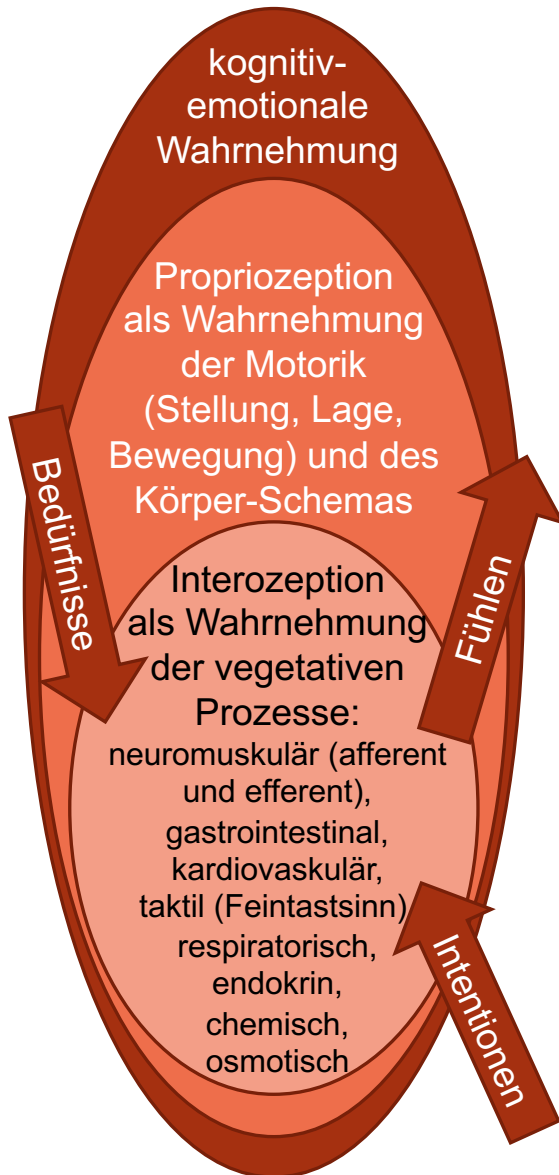 kognitiv-
emotionale
Wahrnehmung
Propriozeption
als Wahrnehmung
der Motorik
(Stellung, Lage,
Bewegung) und des
Körper-Schemas
Bedürfnisse
Fühlen
Interozeption
als Wahrnehmung
der vegetativen
Prozesse:
neuromuskulär (afferent
und efferent),
gastrointestinal,
kardiovaskulär,
taktil (Feintastsinn)
respiratorisch,
endokrin,
chemisch,
osmotisch
Intentionen